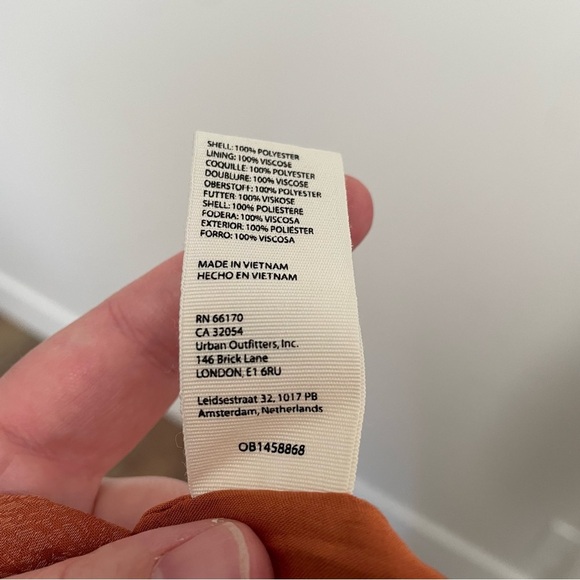 SHELL: 100% POLYESTER
LINING: 100% VISCOSE
COQUILLE: 100% POLYESTER
DOUBLURE: 100% VISCOSE
OBERSTOFF: 100% POLYESTER
FUTTER: 100% VISKOSE
SHELL: 100% POLIESTERE
FODERA: 100% VISCOSA
EXTERIOR: 100% POLIÉSTER
FORRO: 100% VISCOSA
MADE IN VIETNAM
HECHO EN VIETNAM
RN 66170
CA 32054
Urban Outfitters, Inc.
146 Brick Lane
LONDON, E1 6RU
Leidsestraat 32, 1017 PB
Amsterdam, Netherlands
OB1458868